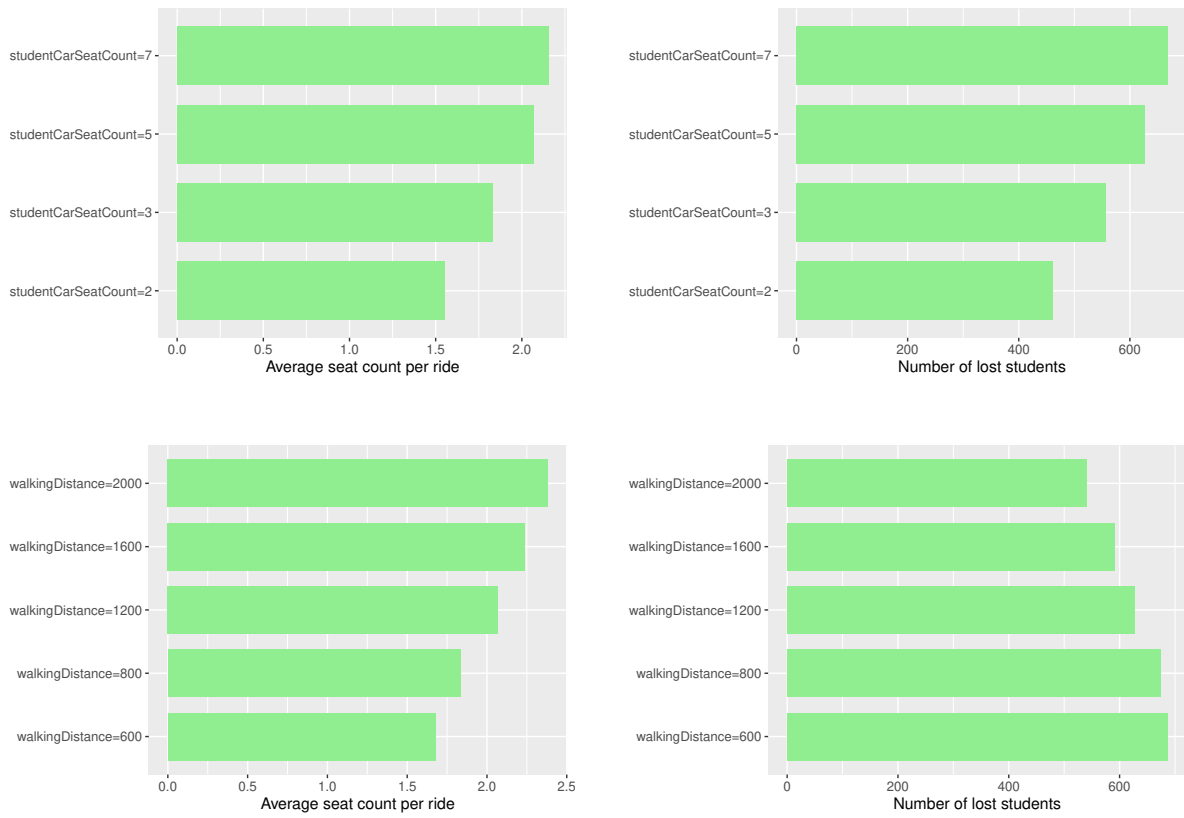 studentCarSeatCount=7
studentCarSeatCount=5
studentCarSeatCount=3
studentCarSeatCount=2
0.0 0.5 1.0 1.5 2.0
Average seat count per ride
studentCarSeatCount=7
studentCarSeatCount=5
studentCarSeatCount=3
studentCarSeatCount=2
0 200 400 600
Number of lost students
walkingDistance=2000
walkingDistance=1600
walkingDistance=1200
walkingDistance=800
walkingDistance=600
0.0 0.5 1.0 1.5 2.0 2.5
Average seat count per ride
walkingDistance=2000
walkingDistance=1600
walkingDistance=1200
walkingDistance=800
walkingDistance=600
0 200 400 600
Number of lost students